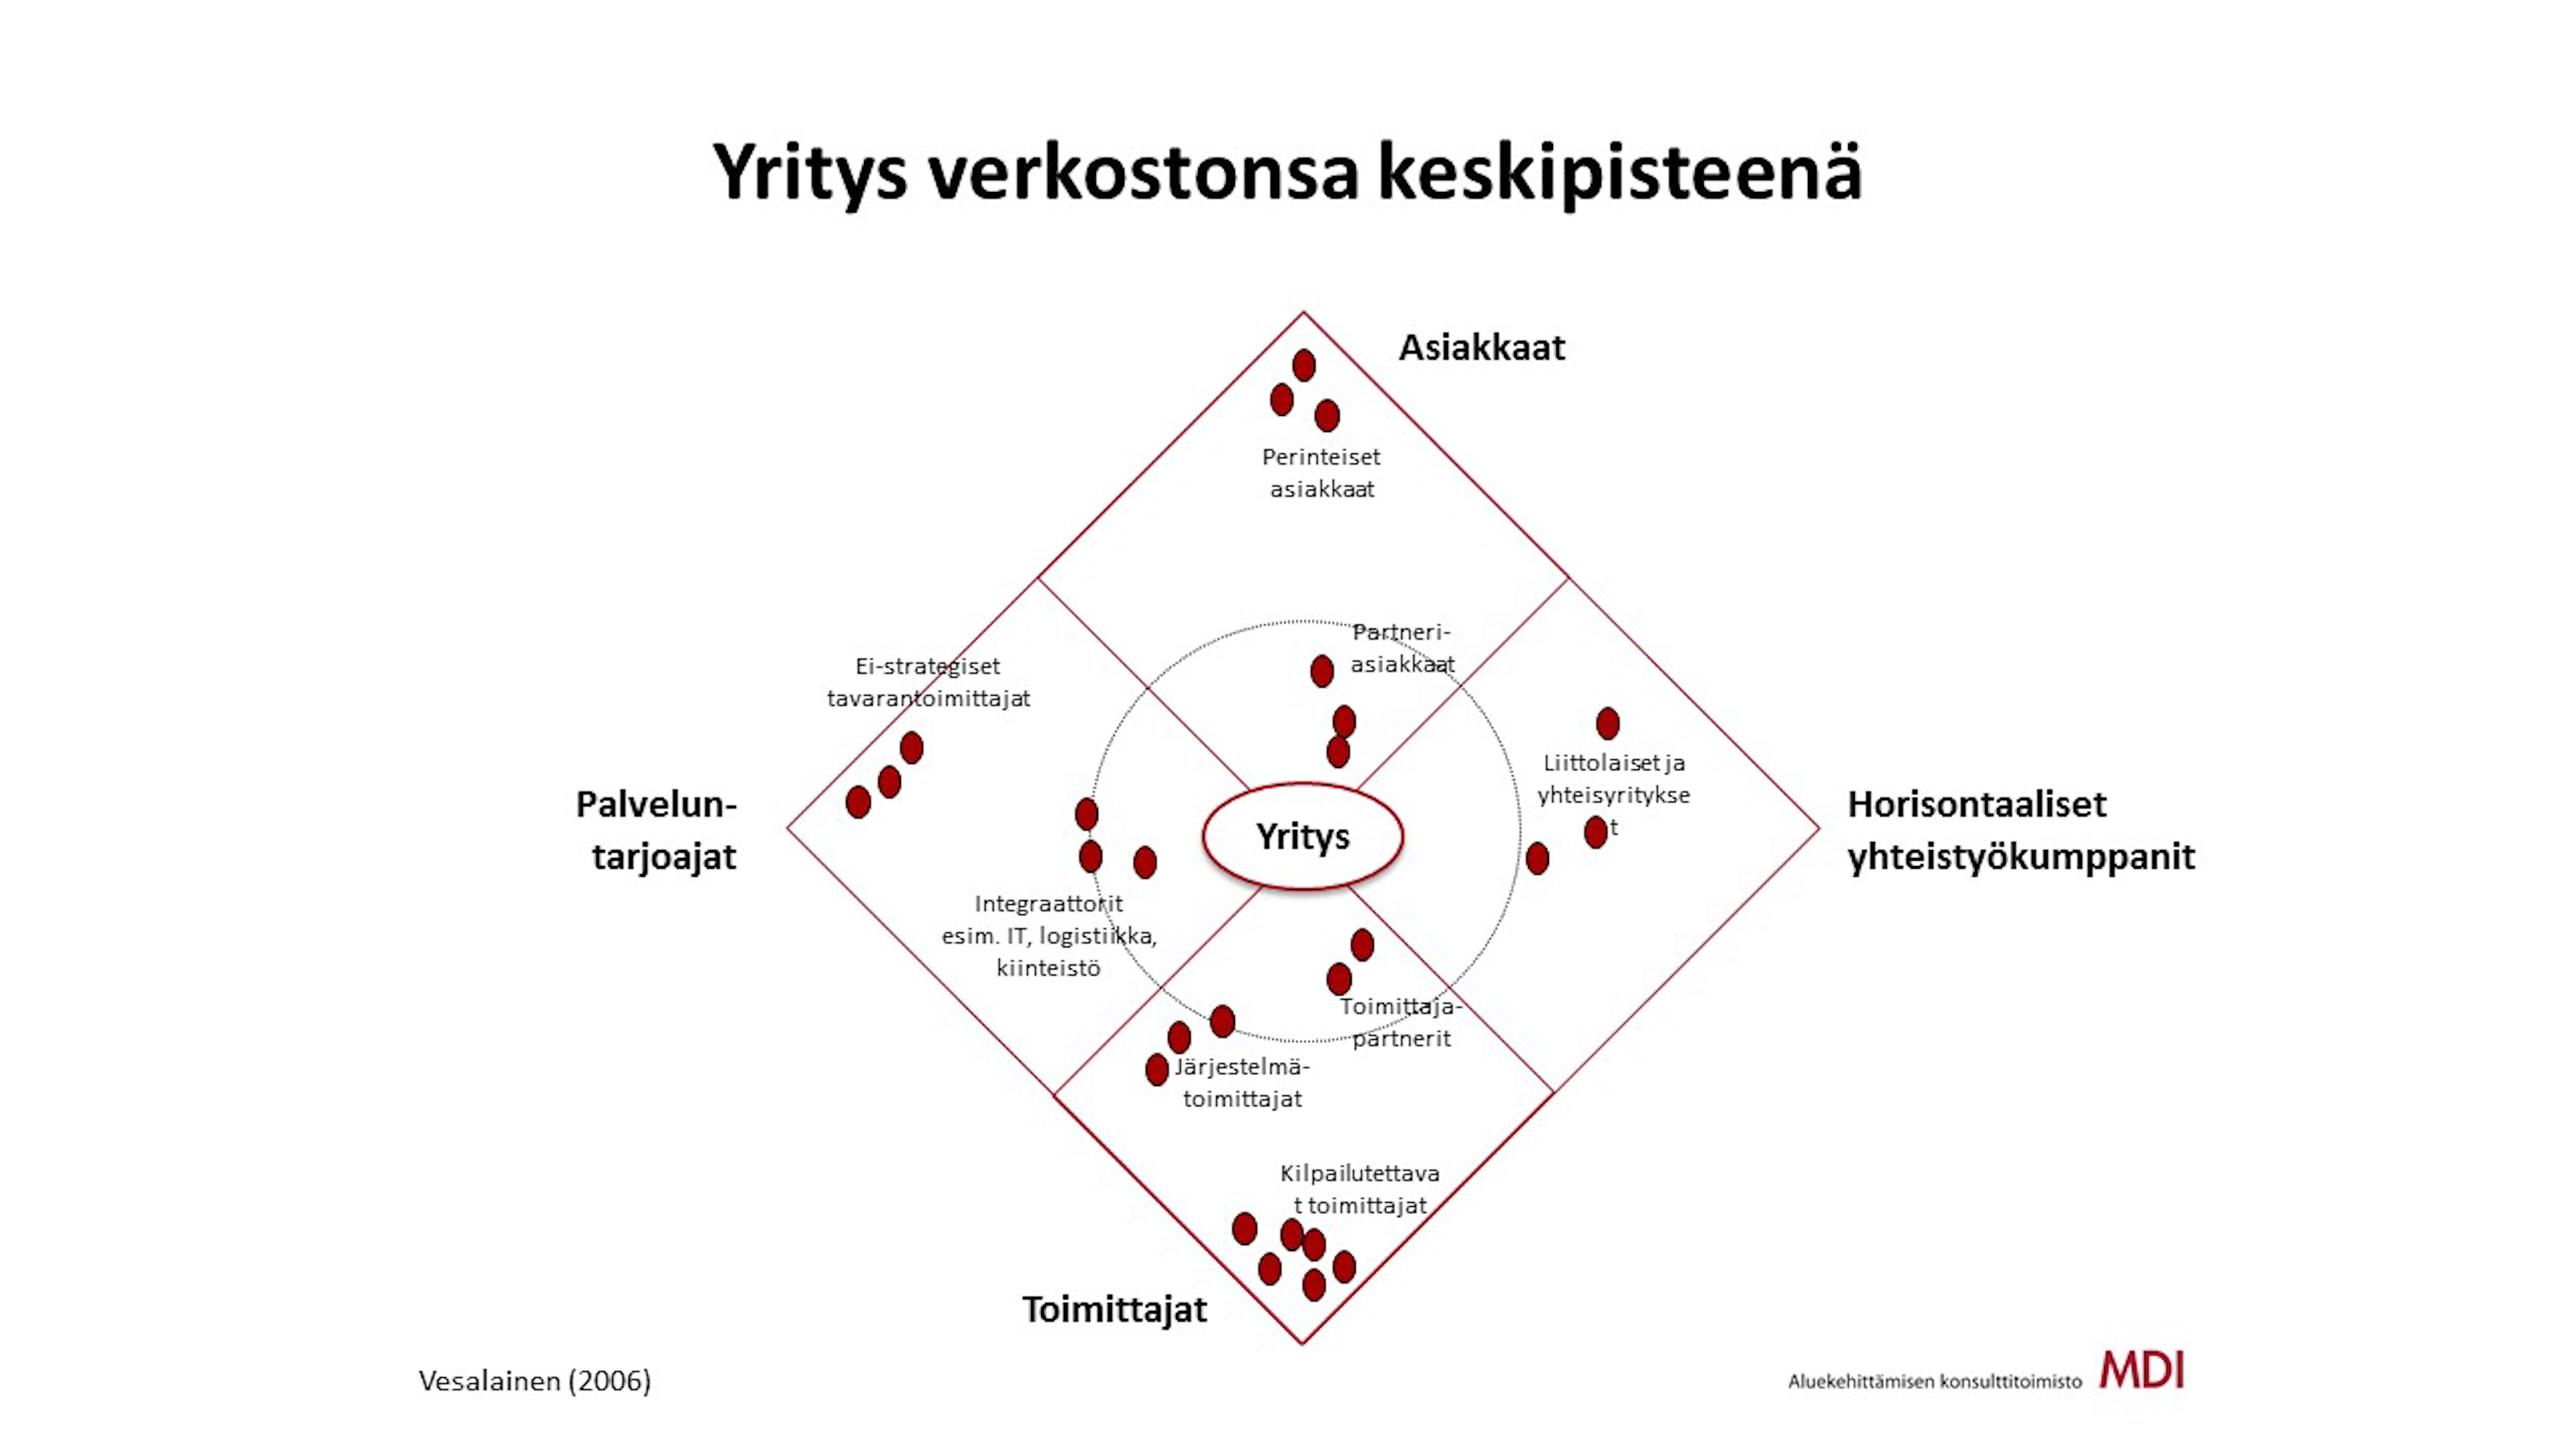 Yritys verkostonsa keskipisteenä
Asiakkaat
Perinteiset
asiakkaat
Partneri-
asiakkaat
Ei-strategiset
tavarantoimittajat
Liittolaiset ja
yhteisyritykse
t
Palvelun-
tarjoajat
Yritys
Horisontaaliset
yhteistyökumppanit
Integraattorit
esim. IT, logistiikka,
kiinteistö
Toimittaja-
partnerit
Järjestelmä-
toimittajat
Kilpailutettava
t toimittajat
Toimittajat
Vesalainen (2006)
Aluekehittämisen konsulttitoimisto MDI